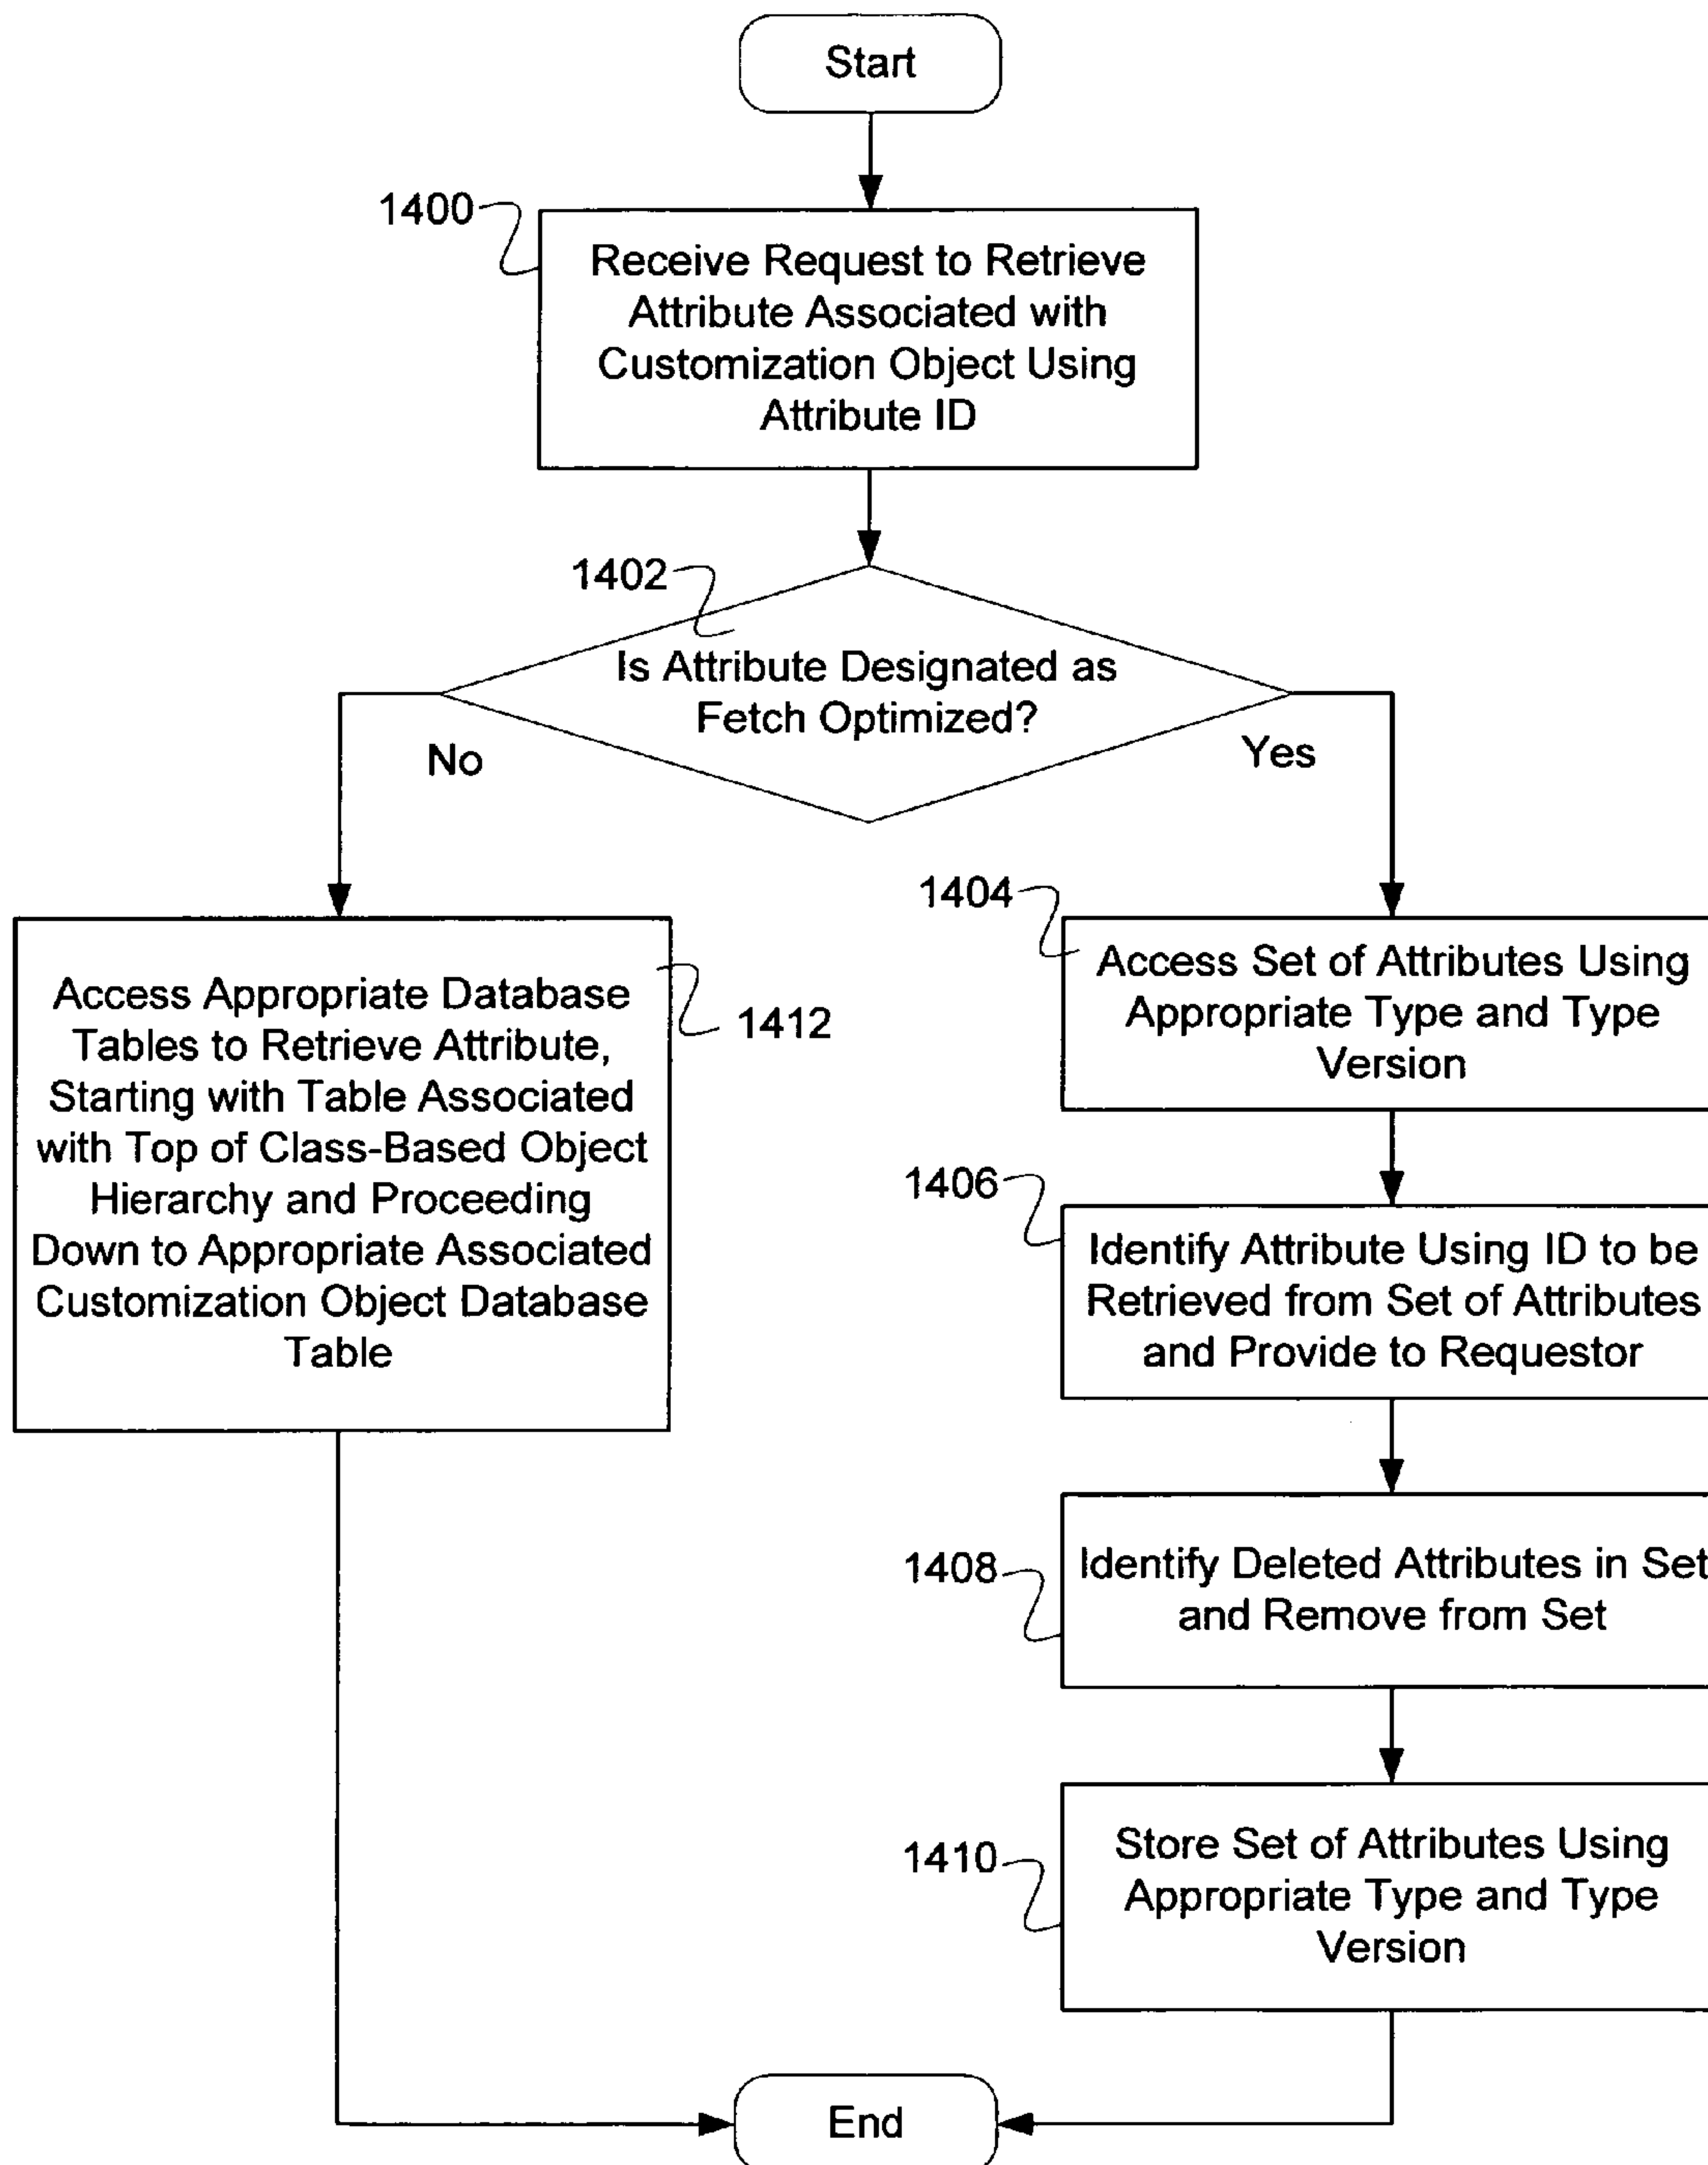 Start
1400
Receive Request to Retrieve
Attribute Associated with
Customization Object Using
Attribute ID
1402
Is Attribute Designated as
Fetch Optimized?
No
Yes
1412
Access Appropriate Database
Tables to Retrieve Attribute,
Starting with Table Associated
with Top of Class-Based Object
Hierarchy and Proceeding
Down to Appropriate Associated
Customization Object Database
Table
1404
Access Set of Attributes Using
Appropriate Type and Type
Version
1406
Identify Attribute Using ID to be
Retrieved from Set of Attributes
and Provide to Requestor
1408
Identify Deleted Attributes in Set
and Remove from Set
1410
Store Set of Attributes Using
Appropriate Type and Type
Version
End